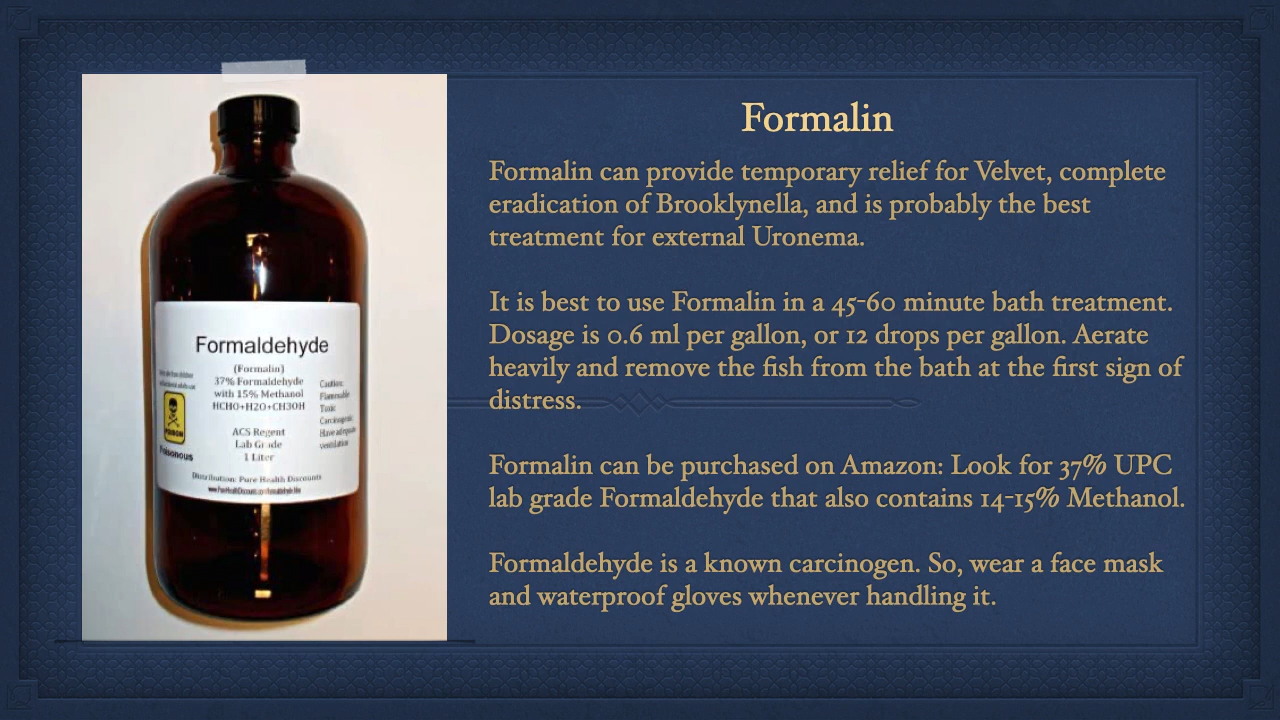 Formalin
Formalin can provide temporary relief for Velvet, complete
eradication of Brooklynella, and is probably the best
treatment for external Uronema.
It is best to use Formalin in a 45-60 minute bath treatment.
Dosage is 0.6 ml per gallon, or 12 drops per gallon. Aerate
heavily and remove the fish from the bath at the first sign of
distress.
Formalin can be purchased on Amazon: Look for 37% UPC
lab grade Formaldehyde that also contains 14-15% Methanol.
Formaldehyde is a known carcinogen. So, wear a face mask
and waterproof gloves whenever handling it.
Formaldehyde
(Formalin)
37% Formaldehyde
with 15% Methanol
HCHO+H2O+CH3OH
ACS Regent
Lab Grade
1 Liter
Caution:
Flammable
Toxic
Carcinogenic
Have adequate
ventilation
POISON
Poisonous
Distribution: Pure Health Discounts